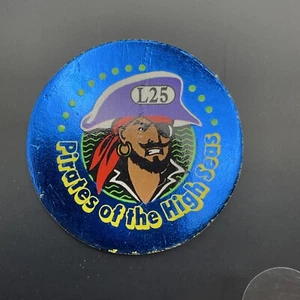 L25
Pirates of the High Seas